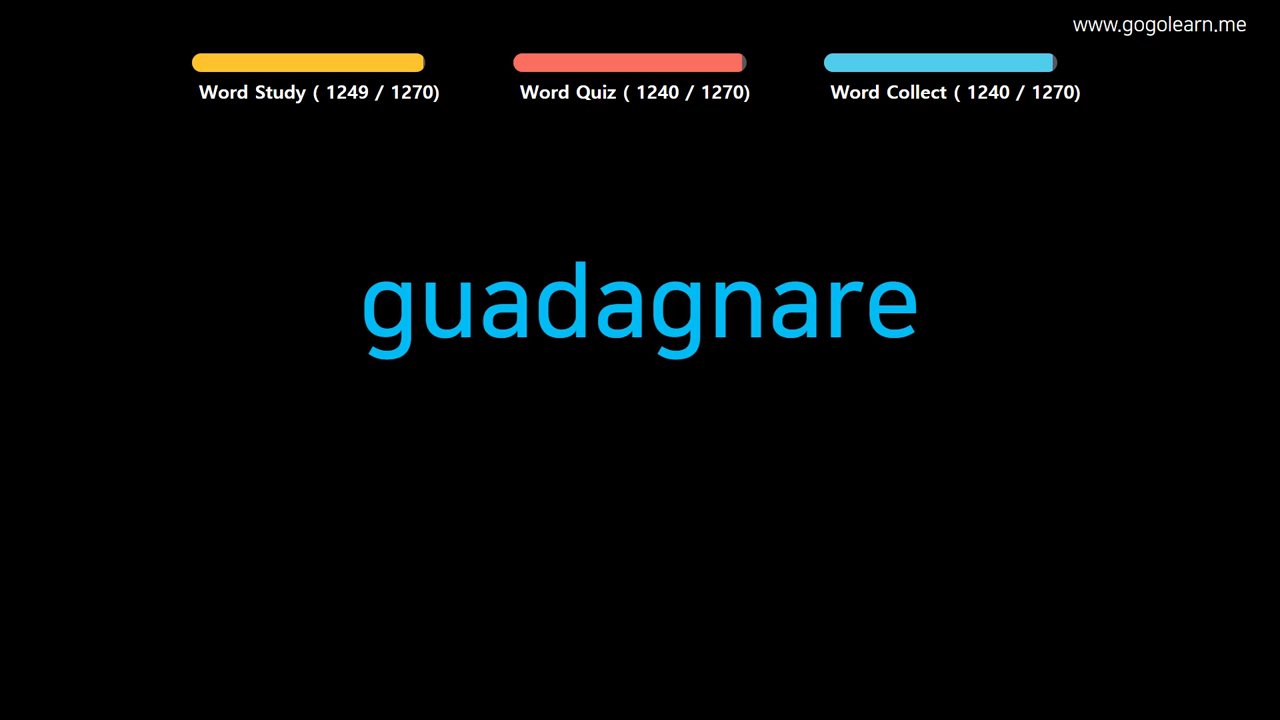 www.gogolearn.me
Word Study ( 1249 / 1270)
Word Quiz ( 1240 / 1270)
Word Collect ( 1240 / 1270)
guadagnare